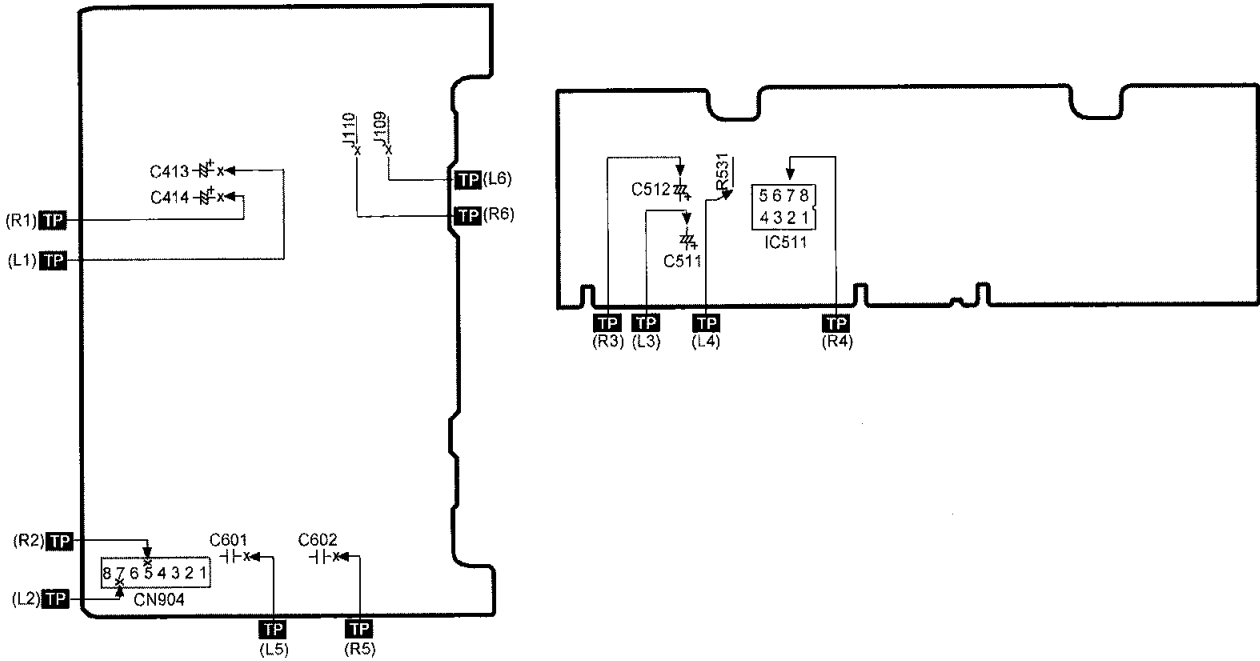 J110
J109
C413
C414
TP (L6)
TP (R6)
(R1) TP
(L1) TP
(R2) TP
C601
C602
8 7 6 5 4 3 2 1
CN904
(L2) TP
TP
(L5)
TP
(R5)
R531
C512
5 6 7 8
4 3 2 1
IC511
C511
TP
(R3)
TP
(L3)
TP
(L4)
TP
(R4)